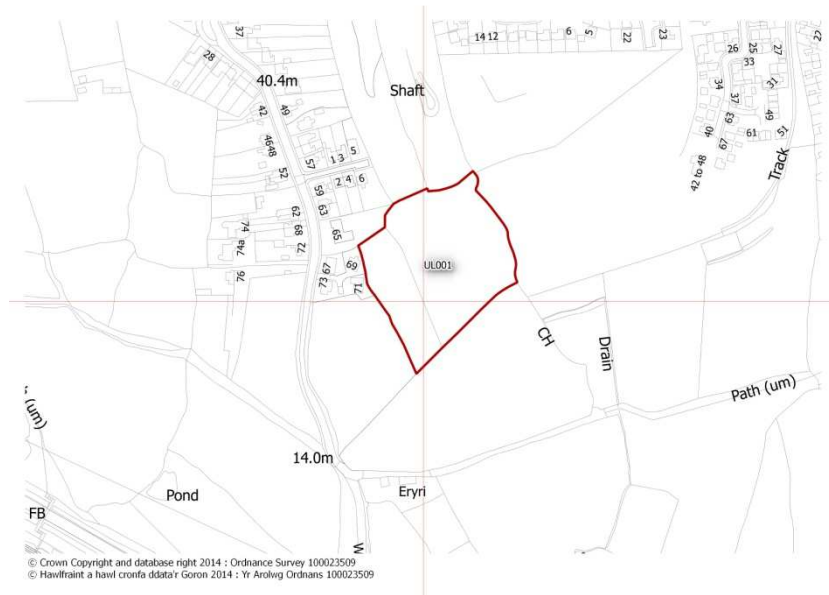 37
28
40.4m
14 12
6
5
22
23
26
25
27
33
34
37
31
63
49
40
61
51
67
42 to 48
Track
Shaft
42
49
46 48
57
1 3
5
52
59
2
4
6
63
62
74
68
65
74a
72
76
67
69
73
71
UL001
CH
Drain
Path (um)
(um)
14.0m
Pond
Eryri
FB
W
© Crown Copyright and database right 2014 : Ordnance Survey 100023509
© Hawlfraint a hawl cronfa ddata'r Goron 2014 : Yr Arolwg Ordnans 100023509